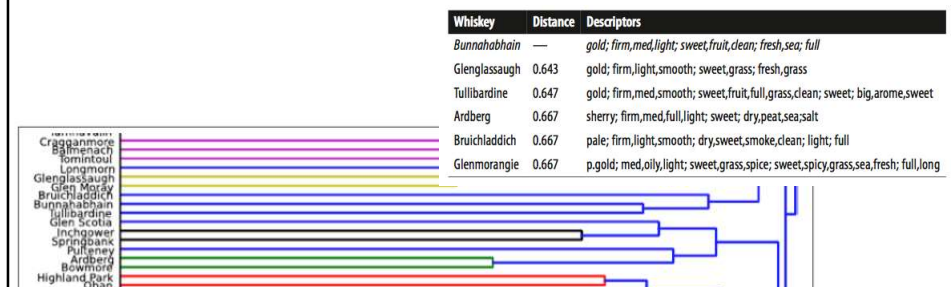 Whiskey Distance Descriptors
Bunnahabhain — gold; firm,med,light; sweet,fruit,clean; fresh,sea; full
Glenglassaugh 0.643 gold; firm,light,smooth; sweet,grass; fresh,grass
Tullibardine 0.647 gold; firm,med,smooth; sweet,fruit,full,grass,clean; sweet; big,arome,sweet
Ardberg 0.667 sherry; firm,med,full,light; sweet; dry,peat,sea;salt
Bruichladdich 0.667 pale; firm,light,smooth; dry,sweet,smoke,clean; light; full
Glenmorangie 0.667 p.gold; med,oily,light; sweet,grass,spice; sweet,spicy,grass,sea,fresh; full,long
Cragganmore
Balmenach
Tomintoul
Longmorn
Glenglassaugh
Glen Moray
Bruichladdich
Bunnahabhain
Tullibardine
Glen Scotia
Inchgower
Springbank
Pulteney
Ardberg
Bowmore
Highland Park
Oban